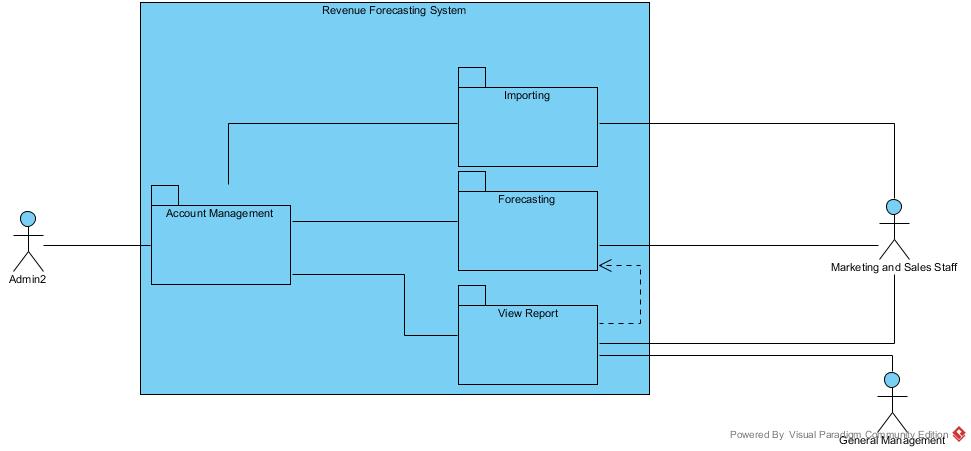 Revenue Forecasting System
Importing
Forecasting
Account Management
Admin2
Marketing and Sales Staff
View Report
Powered By Visual Paradigm Community Edition
General Management